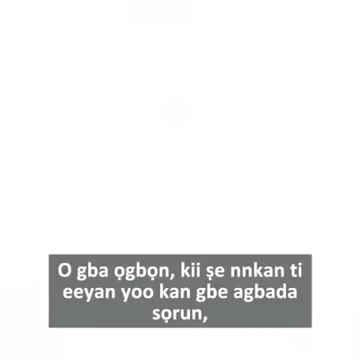 O gba ọgbọn, kii ṣe nnkan ti
eeyan yoo kan gbe agbada
sọrun,